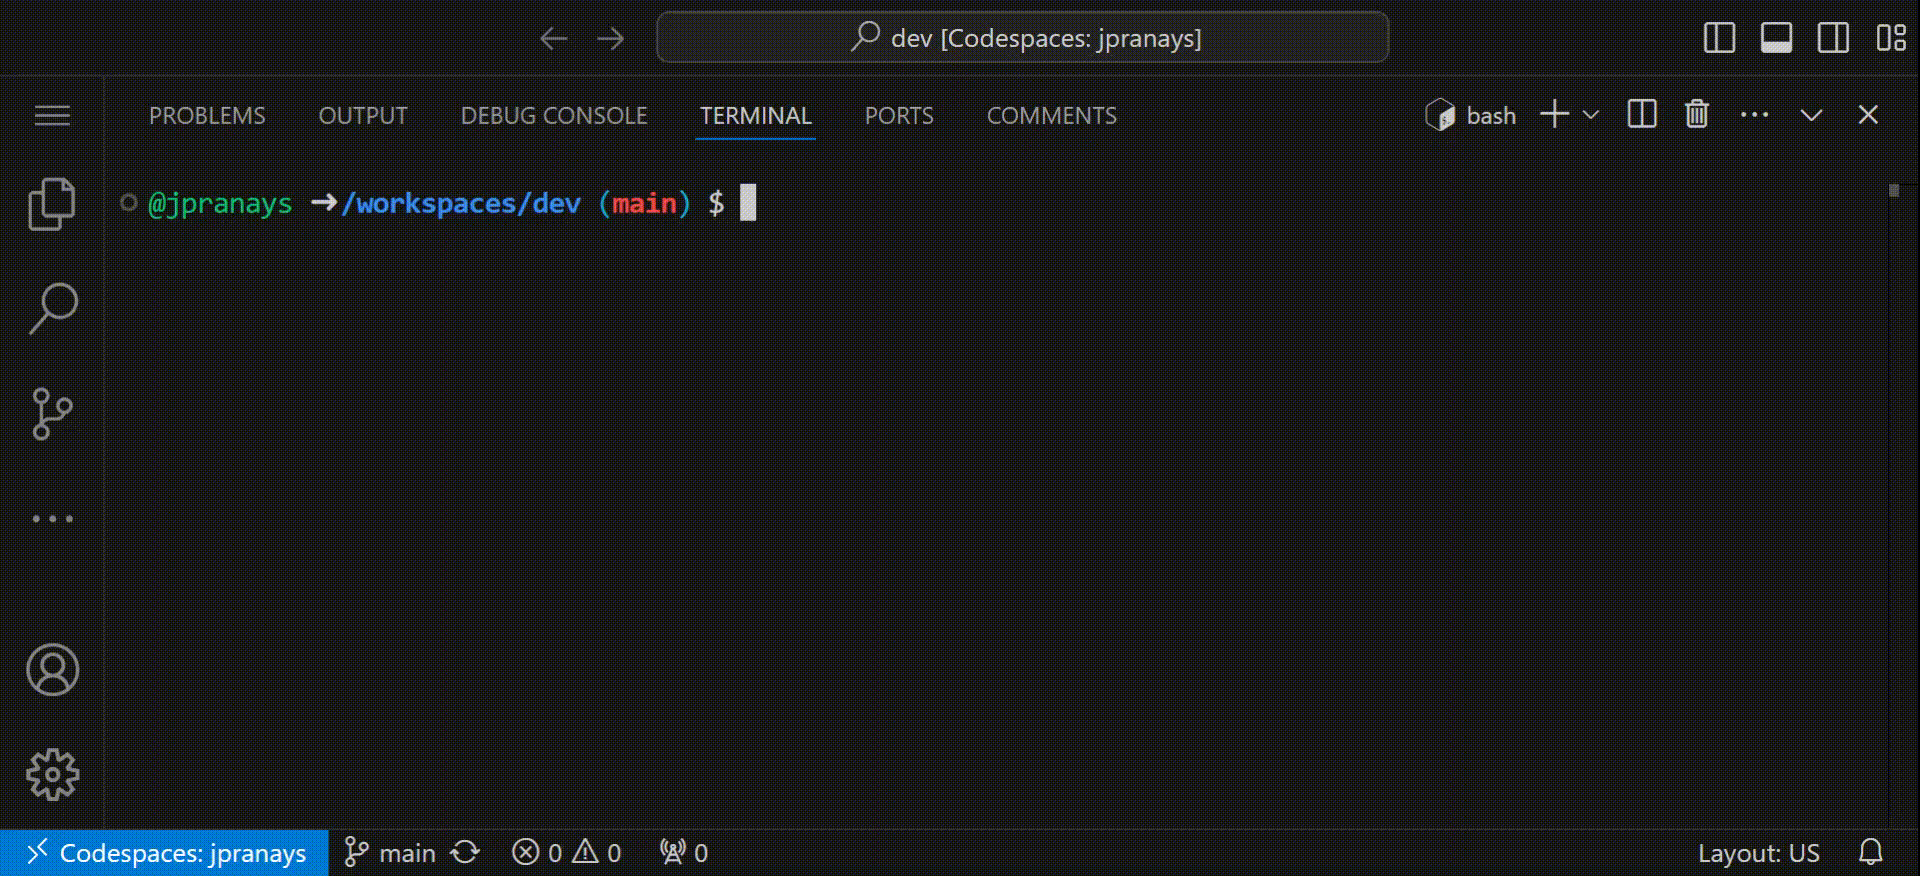 dev [Codespaces: jpranays]
PROBLEMS OUTPUT DEBUG CONSOLE TERMINAL PORTS COMMENTS bash
@jpranays ➜/workspaces/dev (main) $
Codespaces: jpranays main 0 0 0 Layout: US